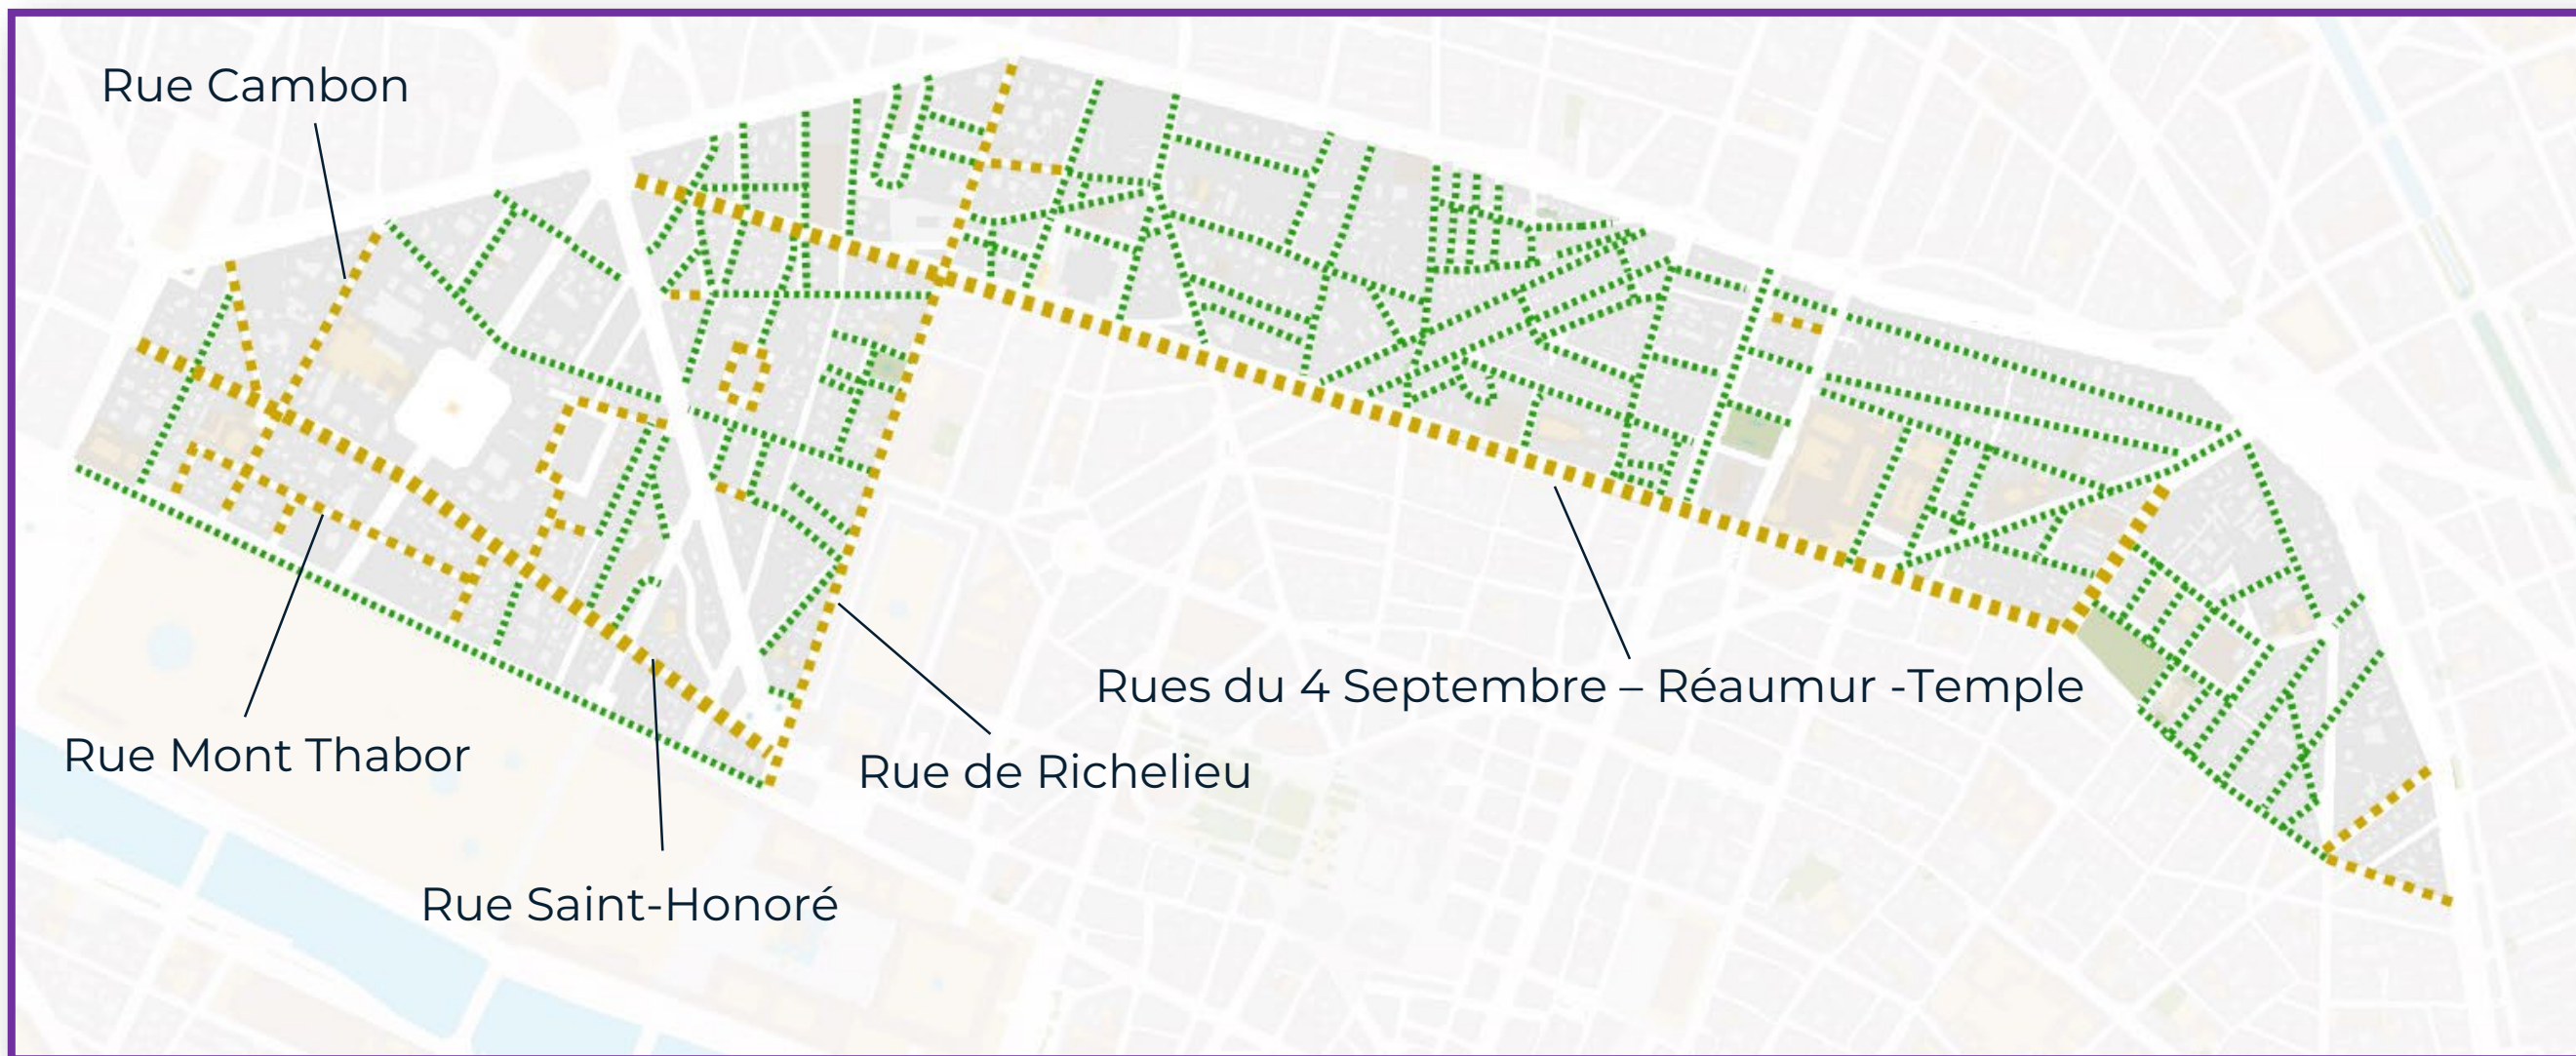 Rue Cambon
Rues du 4 Septembre – Réaumur -Temple
Rue Mont Thabor
Rue de Richelieu
Rue Saint-Honoré